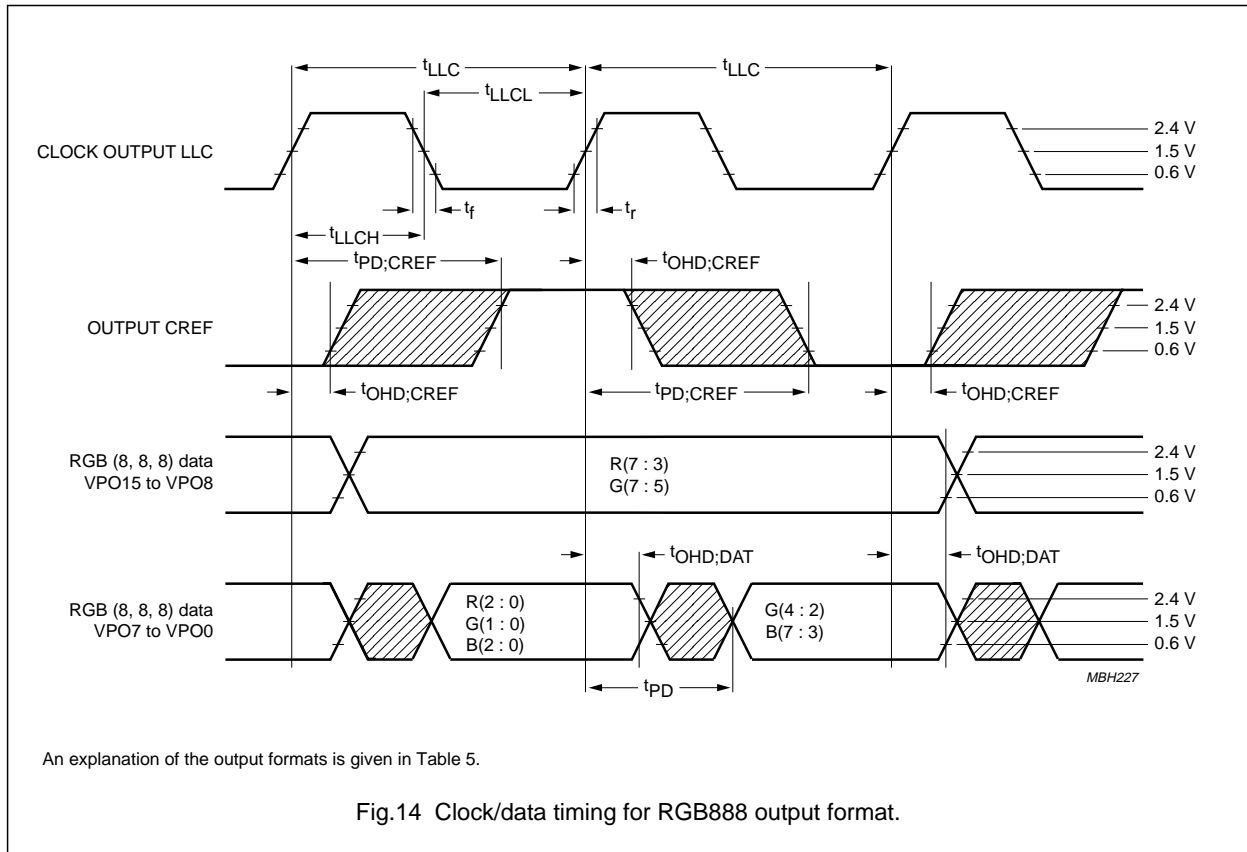 tLLC
tLLC
tLLCL
CLOCK OUTPUT LLC
2.4 V
1.5 V
0.6 V
tf
tr
tLLCH
tPD;CREF
tOHD;CREF
OUTPUT CREF
2.4 V
1.5 V
0.6 V
tOHD;CREF
tPD;CREF
tOHD;CREF
RGB (8, 8, 8) data
VPO15 to VPO8
R(7 : 3)
G(7 : 5)
2.4 V
1.5 V
0.6 V
tOHD;DAT
tOHD;DAT
RGB (8, 8, 8) data
VPO7 to VPO0
R(2 : 0)
G(1 : 0)
B(2 : 0)
G(4 : 2)
B(7 : 3)
2.4 V
1.5 V
0.6 V
MBH227
tPD
An explanation of the output formats is given in Table 5.
Fig.14 Clock/data timing for RGB888 output format.